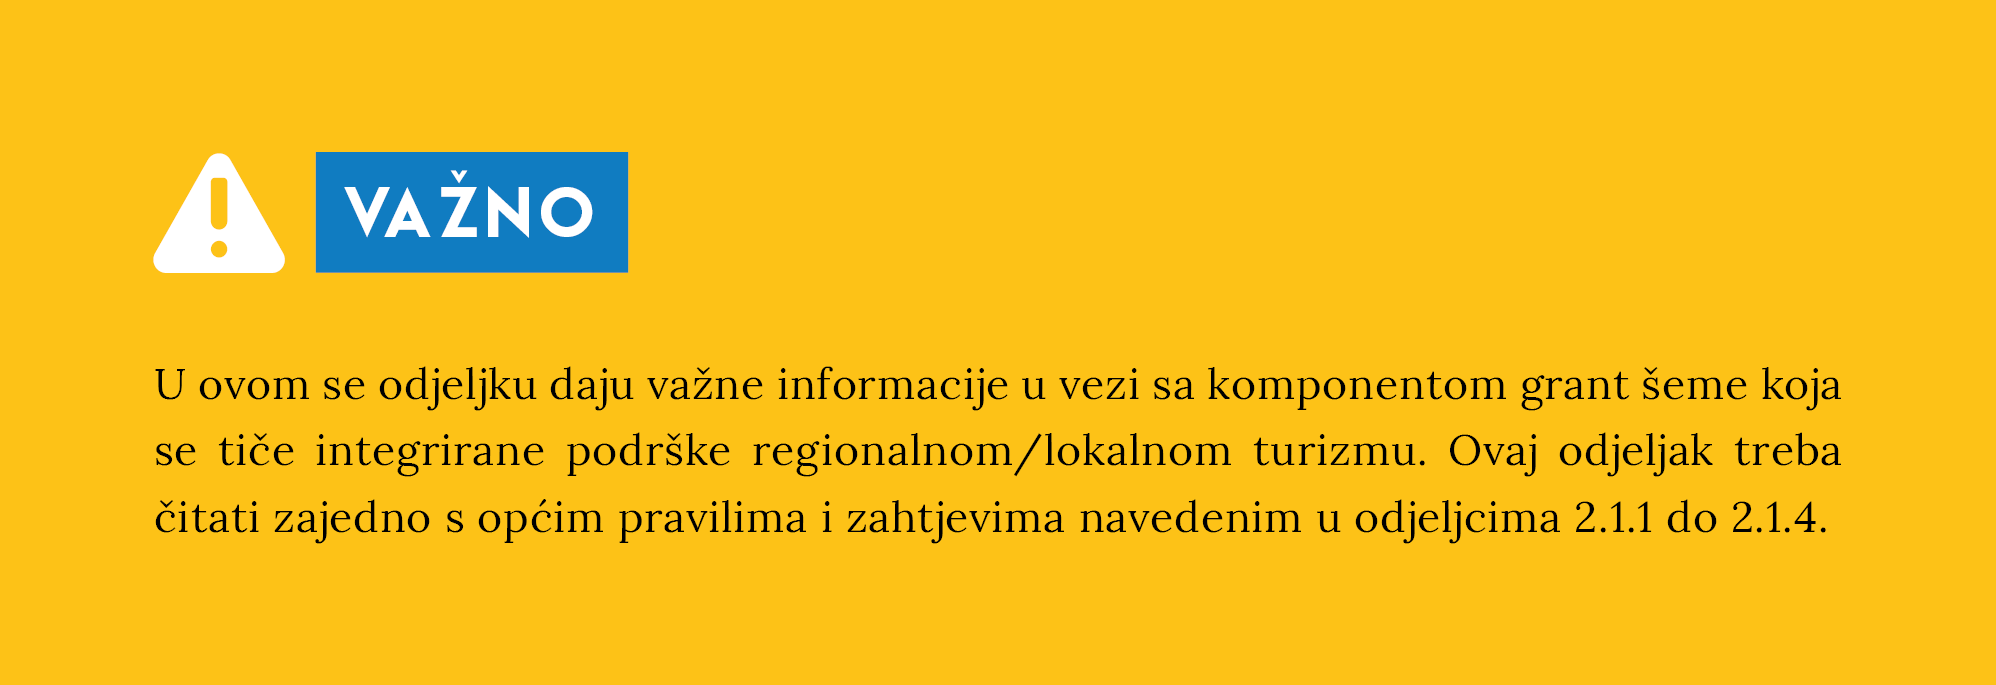 VAŽNO
U ovom se odjeljku daju važne informacije u vezi sa komponentom grant šeme koja
se tiče integrirane podrške regionalnom/lokalnom turizmu. Ovaj odjeljak treba
čitati zajedno s općim pravilima i zahtjevima navedenim u odjeljcima 2.1.1 do 2.1.4.